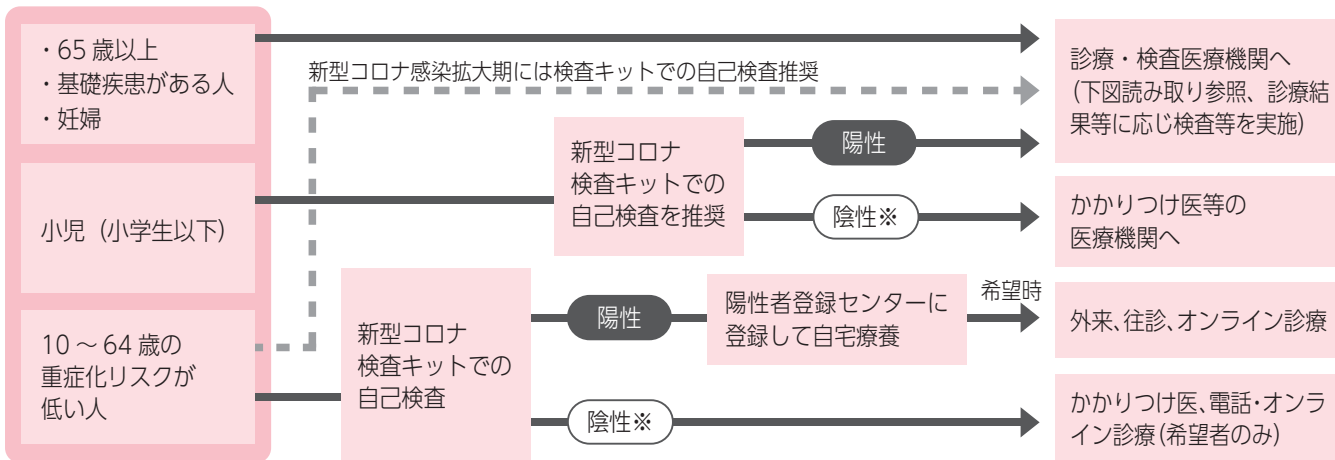 ・65 歳以上
・基礎疾患がある人
・妊婦
小児（小学生以下）
10 ～ 64 歳の
重症化リスクが
低い人
新型コロナ感染拡大期には検査キットでの自己検査推奨
新型コロナ
検査キットでの
自己検査を推奨
陽性
陰性※
新型コロナ
検査キットでの
自己検査
陽性
陰性※
陽性者登録センターに
登録して自宅療養
希望時
診療・検査医療機関へ
(下図読み取り参照、診療結
果等に応じ検査等を実施)
かかりつけ医等の
医療機関へ
外来、往診、オンライン診療
かかりつけ医、電話・オンラ
イン診療(希望者のみ)